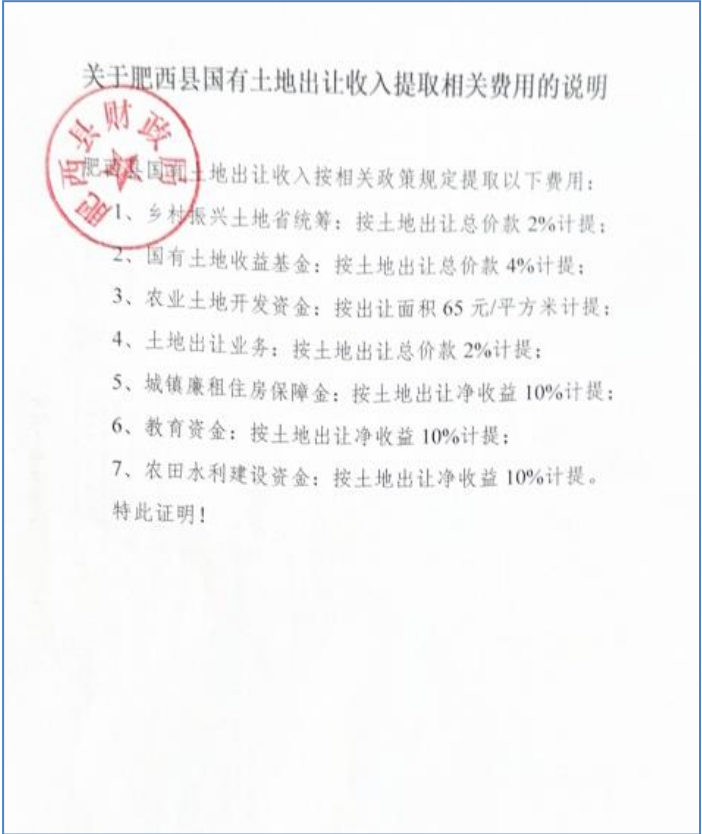 关于肥西县国有土地出让收入提取相关费用的说明
肥西县财政局
肥西县国有土地出让收入按相关政策规定提取以下费用：
1、乡村振兴土地省统筹：按土地出让总价款 2%计提；
2、国有土地收益基金：按土地出让总价款 4%计提；
3、农业土地开发资金：按出让面积 65 元/平方米计提；
4、土地出让业务：按土地出让总价款 2%计提；
5、城镇廉租住房保障金：按土地出让净收益 10%计提；
6、教育资金：按土地出让净收益 10%计提；
7、农田水利建设资金：按土地出让净收益 10%计提。
特此证明！